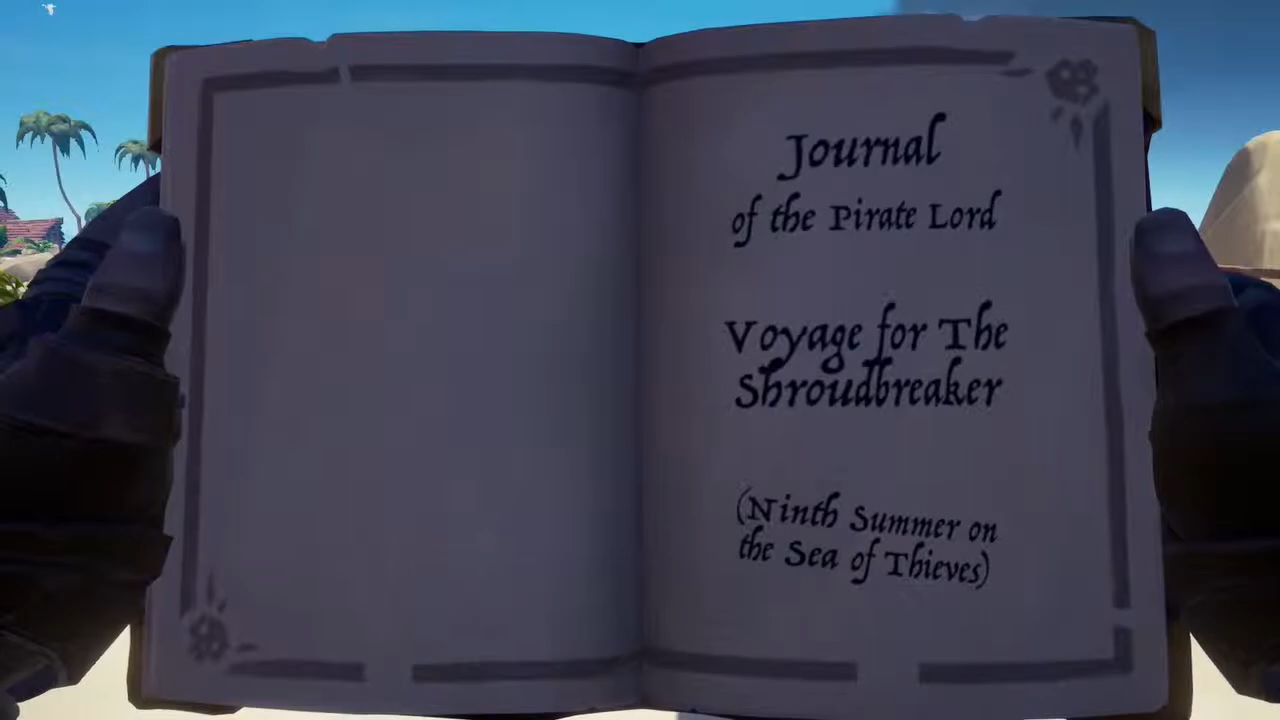 Journal
of the Pirate Lord
Voyage for The
Shroudbreaker
(Ninth Summer on
the Sea of Thieves)